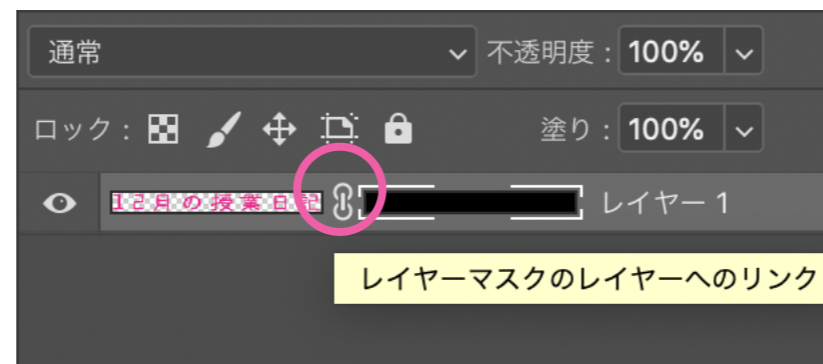 通常 不透明度： 100%
ロック： 塗り： 100%
12月の授業日記 レイヤー 1
レイヤーマスクのレイヤーへのリンク